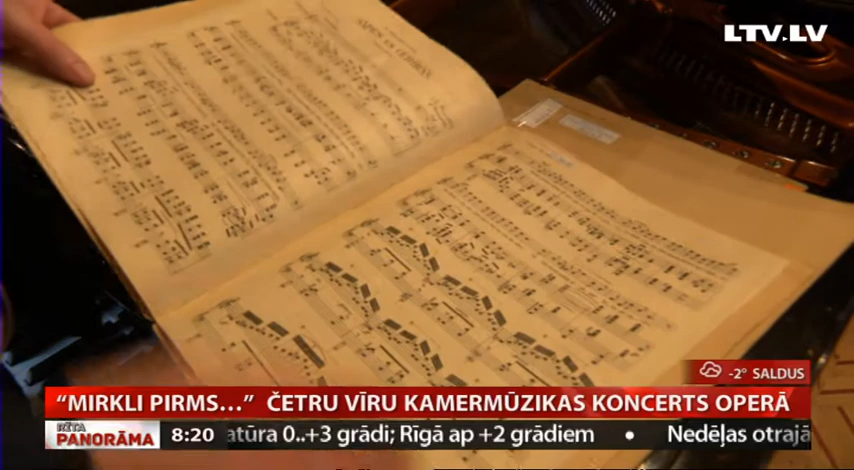 LTV.LV
-2° SALDUS
“MIRKLI PIRMS...” ČETRU VĪRU KAMERMŪZIKAS KONCERTS OPERĀ
RĪTA
PANORĀMA
8:20
atūra 0..+3 grādi; Rīgā ap +2 grādiem • Nedēļas otrajā
LTV